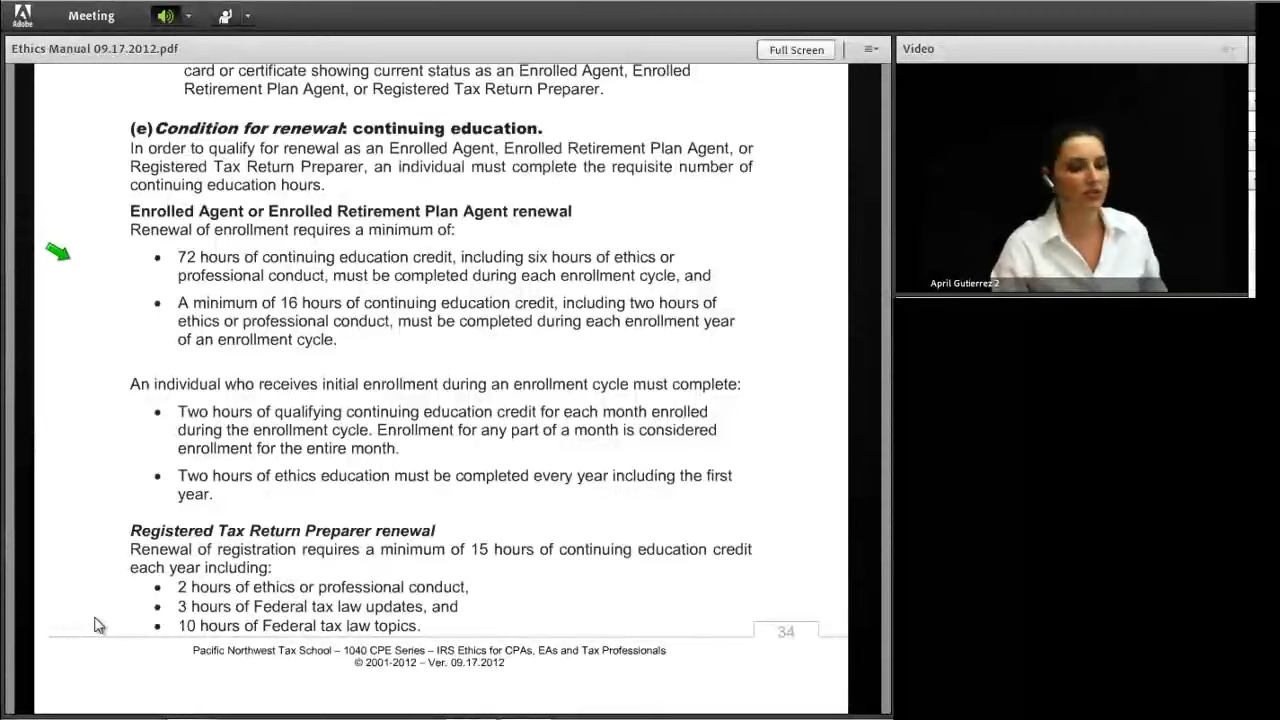 Adobe
Meeting
Ethics Manual 09.17.2012.pdf
Full Screen
Video
card or certificate showing current status as an Enrolled Agent, Enrolled
Retirement Plan Agent, or Registered Tax Return Preparer.
(e) Condition for renewal: continuing education.
In order to qualify for renewal as an Enrolled Agent, Enrolled Retirement Plan Agent, or
Registered Tax Return Preparer, an individual must complete the requisite number of
continuing education hours.
Enrolled Agent or Enrolled Retirement Plan Agent renewal
Renewal of enrollment requires a minimum of:
• 72 hours of continuing education credit, including six hours of ethics or
professional conduct, must be completed during each enrollment cycle, and
• A minimum of 16 hours of continuing education credit, including two hours of
ethics or professional conduct, must be completed during each enrollment year
of an enrollment cycle.
An individual who receives initial enrollment during an enrollment cycle must complete:
• Two hours of qualifying continuing education credit for each month enrolled
during the enrollment cycle. Enrollment for any part of a month is considered
enrollment for the entire month.
• Two hours of ethics education must be completed every year including the first
year.
Registered Tax Return Preparer renewal
Renewal of registration requires a minimum of 15 hours of continuing education credit
each year including:
• 2 hours of ethics or professional conduct,
• 3 hours of Federal tax law updates, and
• 10 hours of Federal tax law topics.
34
Pacific Northwest Tax School – 1040 CPE Series – IRS Ethics for CPAs, EAs and Tax Professionals
© 2001-2012 – Ver. 09.17.2012
April Gutierrez 2